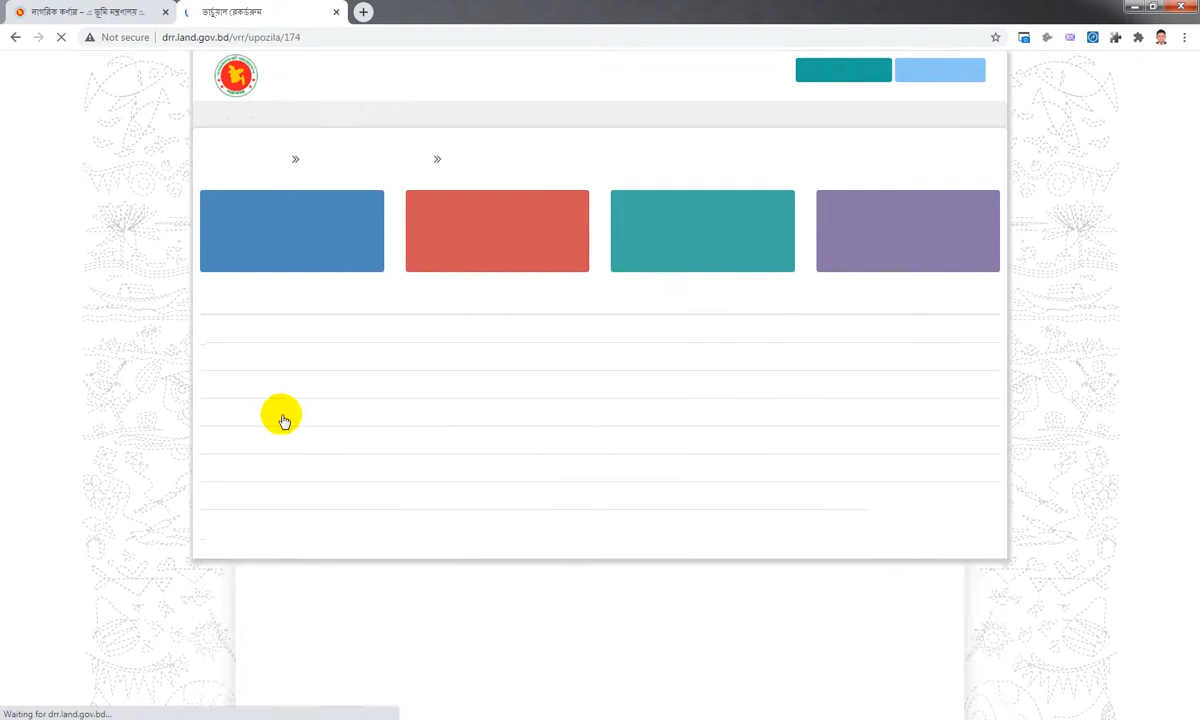 নাগরিক কর্ণার – .:: ভূমি মন্ত্রণালয় ::.
ভার্চুয়াল রেকর্ডরুম
Not secure
drr.land.gov.bd/vrr/upozila/174
»
»
Waiting for drr.land.gov.bd...